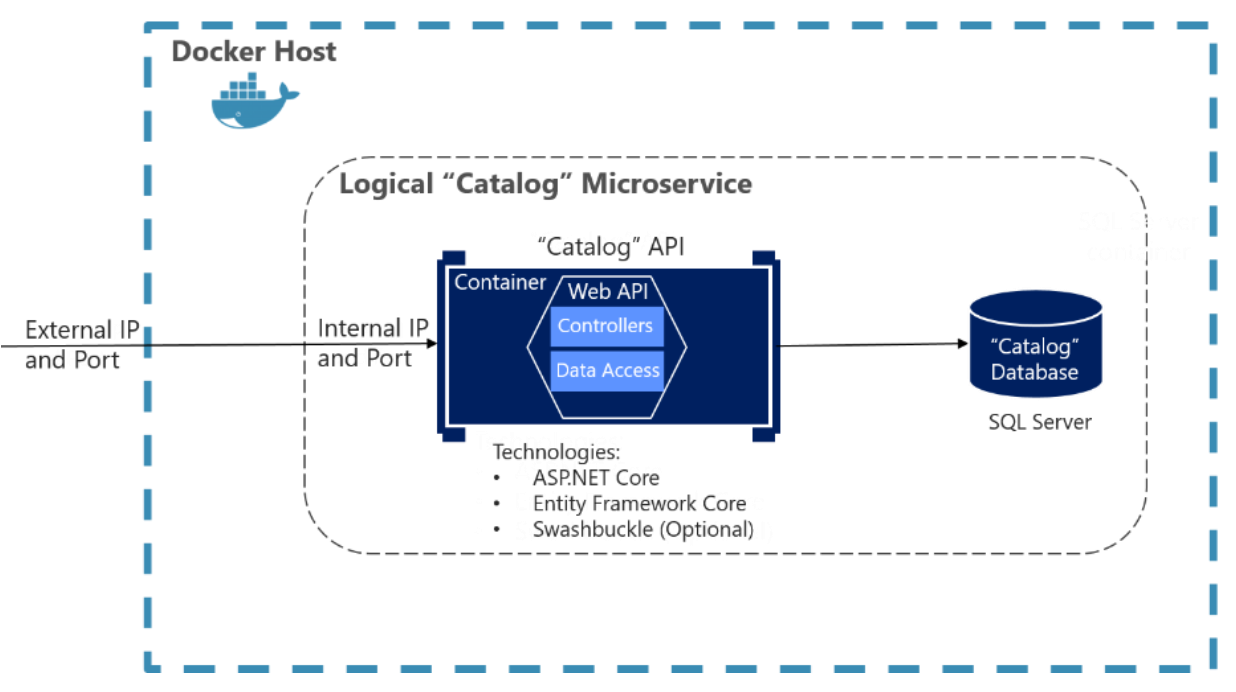 Docker Host
Logical “Catalog” Microservice
“Catalog” API
Container
Web API
Controllers
Data Access
External IP
and Port
Internal IP
and Port
“Catalog”
Database
SQL Server
Technologies:
• ASP.NET Core
• Entity Framework Core
• Swashbuckle (Optional)